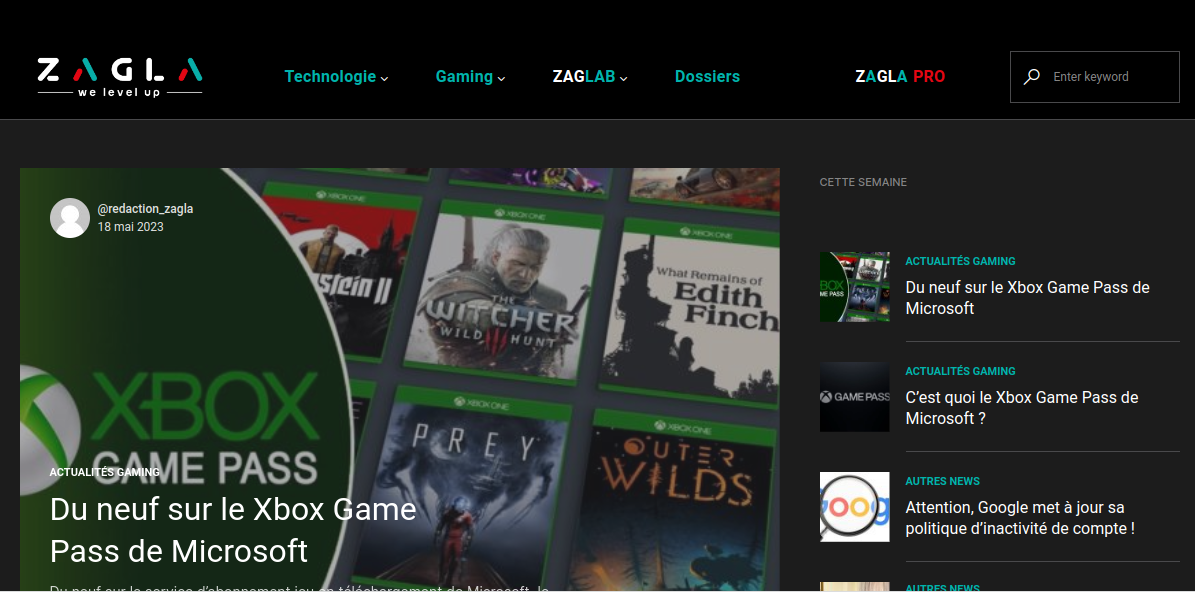 ZAGLA
we level up
Technologie
Gaming
ZAGLAB
Dossiers
ZAGLA PRO
Enter keyword
@redaction_zagla
18 mai 2023
XBOX ONE
XBOX ONE
XBOX ONE
THE
WITCHER
WILD HUNT
What Remains of
Edith
Finch
XBOX
GAME PASS
XBOX ONE
PREY
XBOX ONE
OUTER
WILDS
ACTUALITÉS GAMING
Du neuf sur le Xbox Game
Pass de Microsoft
CETTE SEMAINE
ACTUALITÉS GAMING
Du neuf sur le Xbox Game Pass de
Microsoft
GAME PASS
ACTUALITÉS GAMING
C'est quoi le Xbox Game Pass de
Microsoft ?
AUTRES NEWS
Attention, Google met à jour sa
politique d'inactivité de compte !
AUTRES NEWS